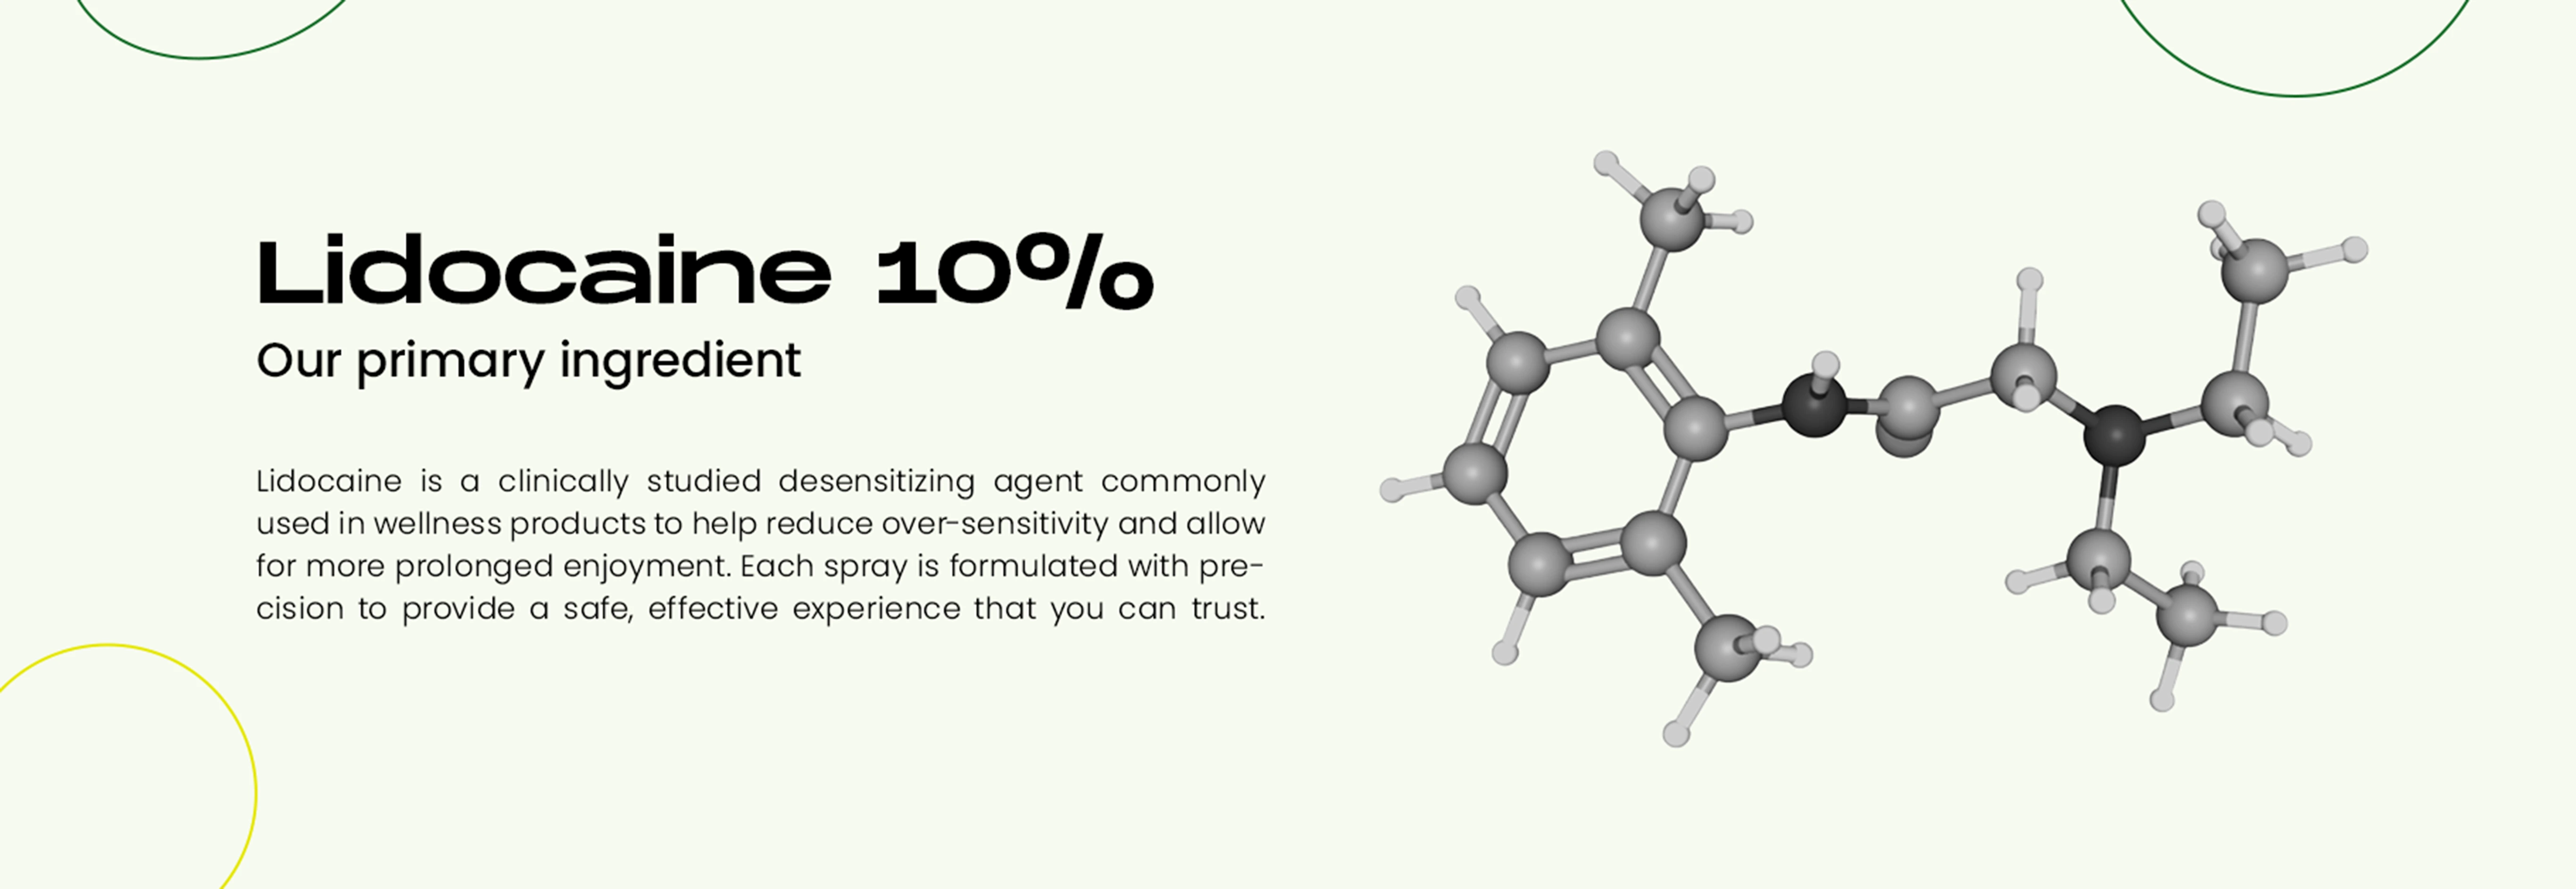 Lidocaine 10%
Our primary ingredient
Lidocaine is a clinically studied desensitizing agent commonly
used in wellness products to help reduce over-sensitivity and allow
for more prolonged enjoyment. Each spray is formulated with pre-
cision to provide a safe, effective experience that you can trust.